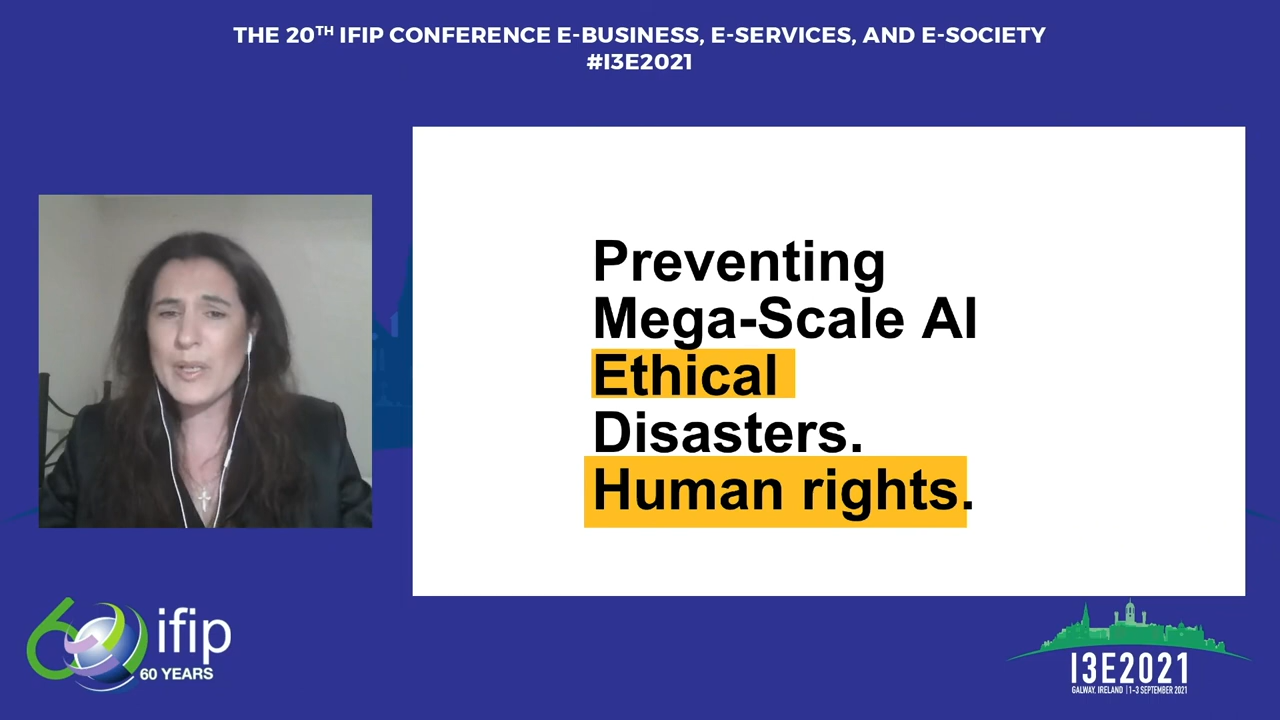 THE 20TH IFIP CONFERENCE E-BUSINESS, E-SERVICES, AND E-SOCIETY
#I3E2021
Preventing
Mega-Scale AI
Ethical
Disasters.
Human rights.
60 ifip
60 YEARS
I3E2021
GALWAY, IRELAND | 1-3 SEPTEMBER 2021